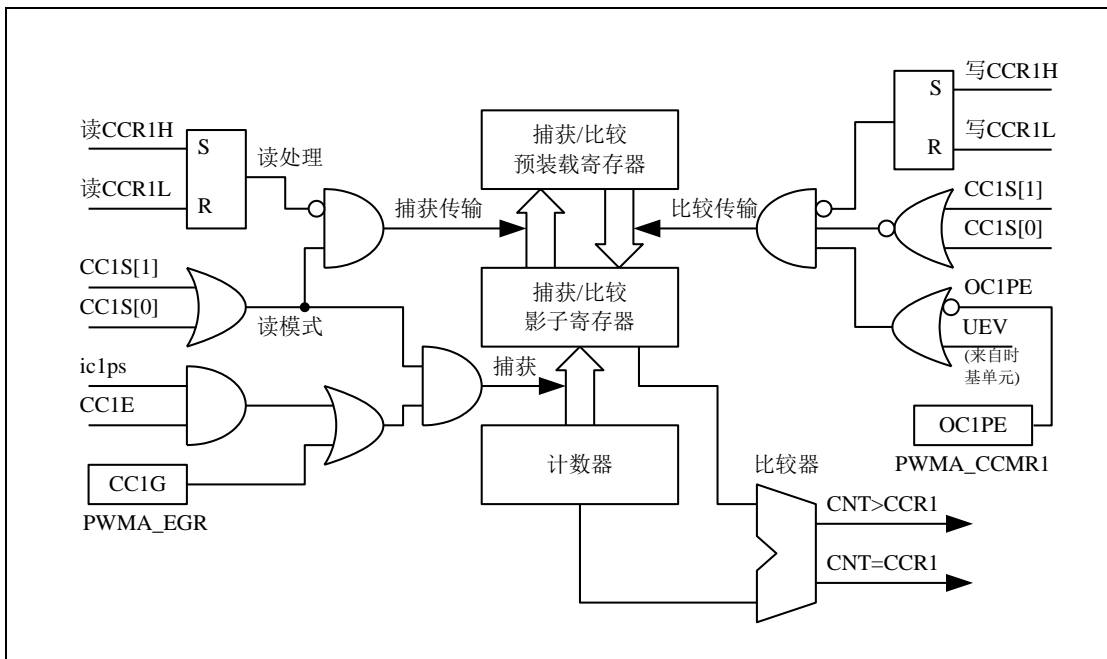 写CCR1H
S
捕获/比较
预装载寄存器
读CCR1H
写CCR1L
S
读处理
R
读CCR1L
R
捕获传输
比较传输
CC1S[1]
CC1S[0]
CC1S[1]
捕获/比较
影子寄存器
OC1PE
CC1S[0]
读模式
UEV
(来自时
基单元)
ic1ps
捕获
CC1E
OC1PE
计数器
比较器
PWMA_CCMR1
CC1G
CNT>CCR1
PWMA_EGR
CNT=CCR1